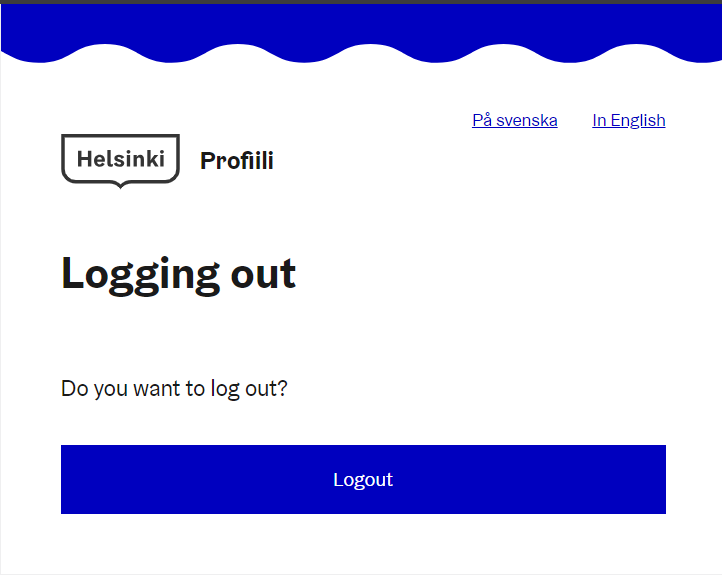 På svenska In English
Helsinki Profiili
Logging out
Do you want to log out?
Logout